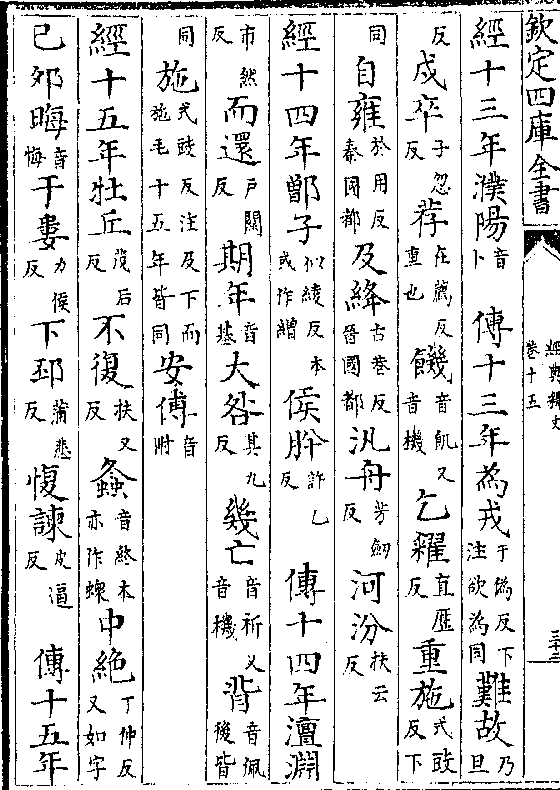 欽定四庫全書
經典釋文
卷十五
三十二
經十三年濮陽音卜 傳十三年為戎于偽反下注欲為同難故乃旦
反戍卒子忽反荐在薦反重也饑音飢又音機乞糴直歷反重施式豉反下
同自雍於用反秦國都及絳古巷反晉國都汎舟芳劒反河汾扶云反
經十四年鄫子似綾反本或作繒侯肸許乙反 傳十四年澶淵
市然反而還戶關反期年音基大咎其九反幾亡音祈又音機背音佩後皆
同施式豉反注及下而施毛十五年皆同安傅音附
經十五年牡丘茂后反不復扶又反螽音終本亦作䗥中絶丁仲反又如字
己卯晦音悔于婁力侯反下邳蒲悲反愎諫皮逼反 傳十五年